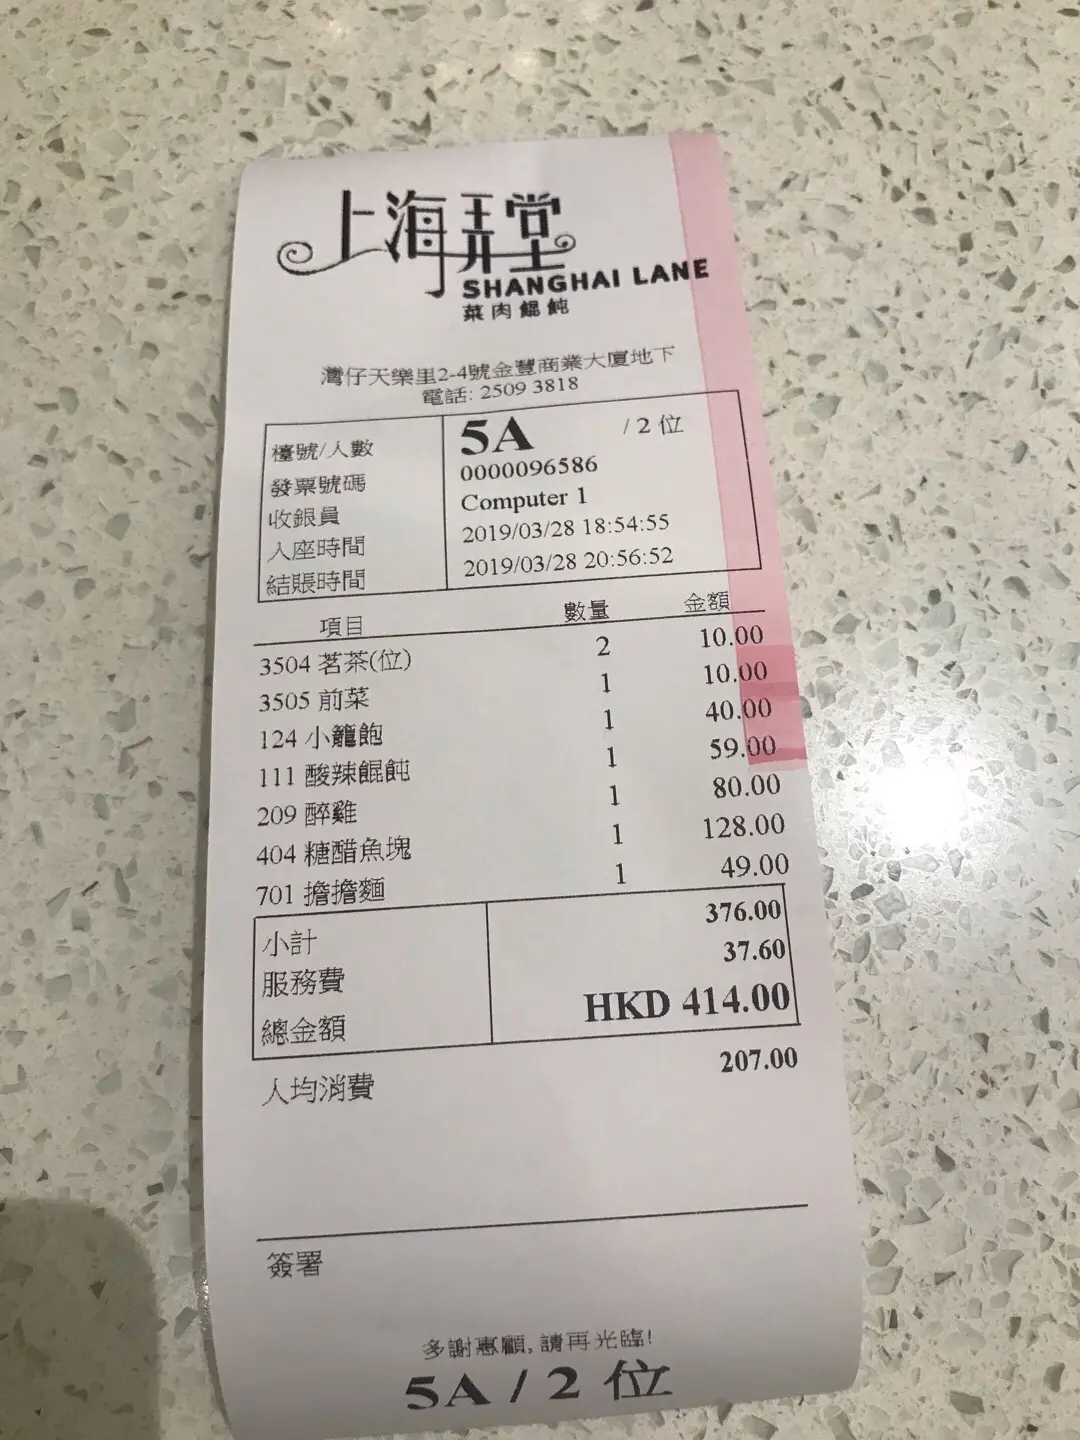 上海弄堂
SHANGHAI LANE
菜肉餛飩
灣仔天樂里2-4號金豐商業大廈地下
電話: 2509 3818
檯號/人數 5A / 2 位
發票號碼 0000096586
收銀員 Computer 1
入座時間 2019/03/28 18:54:55
結賬時間 2019/03/28 20:56:52
項目 數量 金額
3504 茗茶(位) 2 10.00
3505 前菜 1 10.00
124 小籠飽 1 40.00
111 酸辣餛飩 1 59.00
209 醉雞 1 80.00
404 糖醋魚塊 1 128.00
701 擔擔麵 1 49.00
小計 376.00
服務費 37.60
總金額 HKD 414.00
人均消費 207.00
簽署
多謝惠顧, 請再光臨!
5A / 2 位